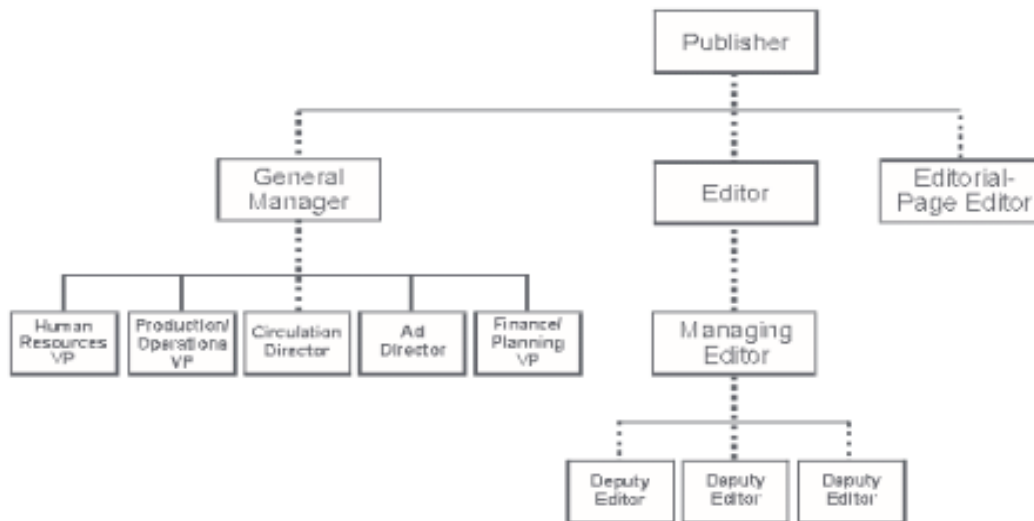 Publisher
General
Manager
Editor
Editorial-
Page Editor
Human
Resources
VP
Production/
Operations
VP
Circulation
Director
Ad
Director
Finance/
Planning
VP
Managing
Editor
Deputy
Editor
Deputy
Editor
Deputy
Editor